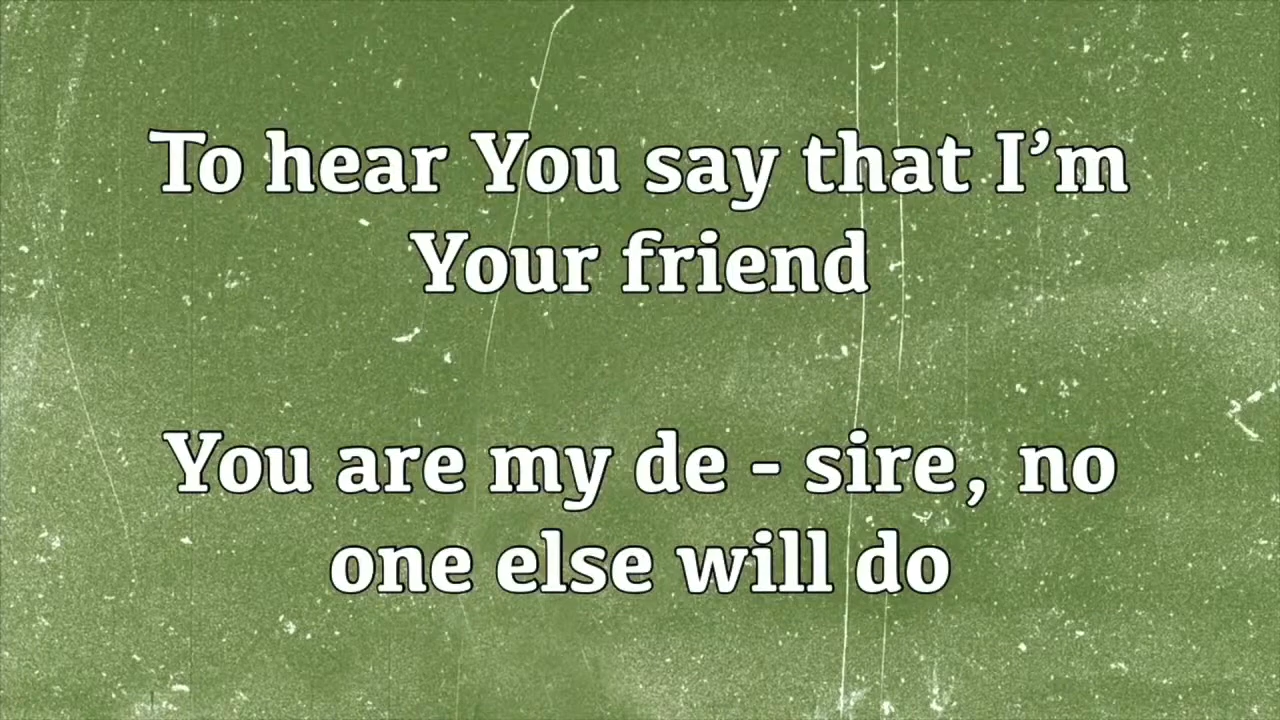 To hear You say that I’m
Your friend
You are my de - sire, no
one else will do